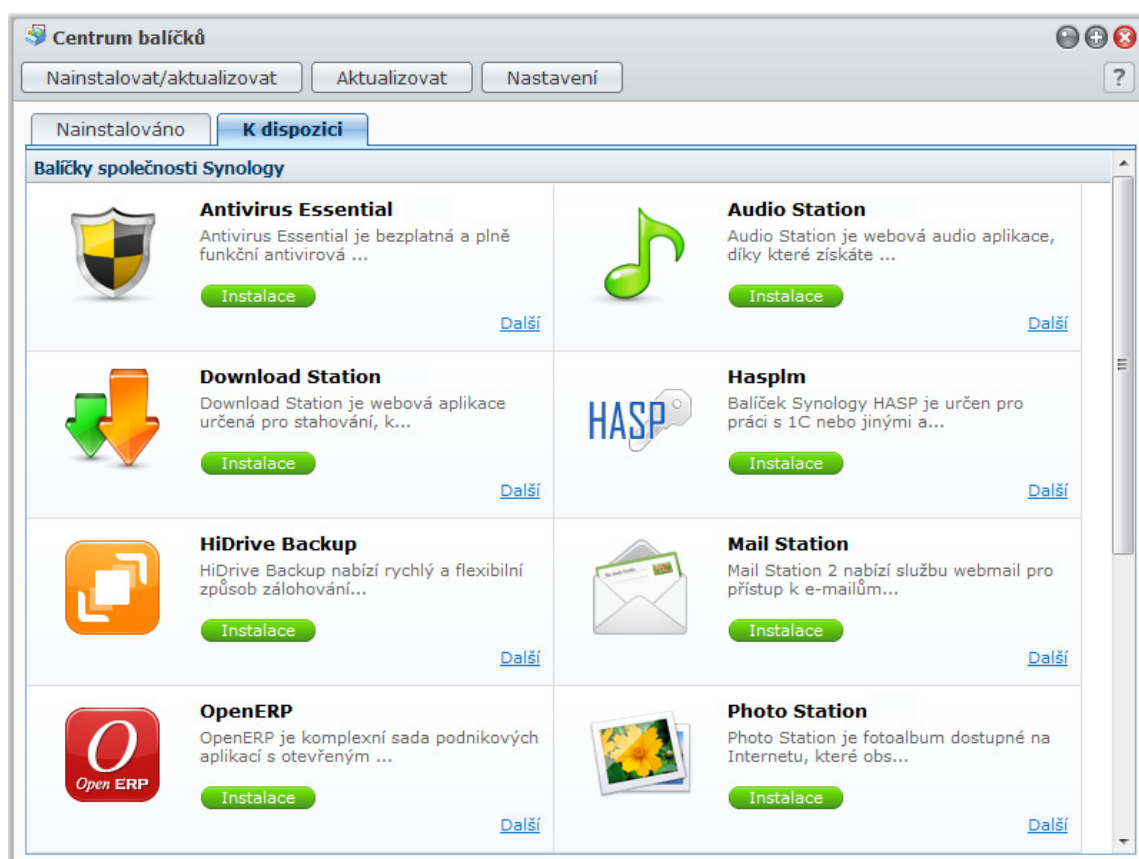 Centrum balíčků
Nainstalovat/aktualizovat Aktualizovat Nastavení ?
Nainstalováno K dispozici
Balíčky společnosti Synology
Antivirus Essential
Antivirus Essential je bezplatná a plně
funkční antivirová ...
Instalace
Další
Audio Station
Audio Station je webová audio aplikace,
díky které získáte ...
Instalace
Další
Download Station
Download Station je webová aplikace
určená pro stahování, k...
Instalace
Další
HASP
Hasplm
Balíček Synology HASP je určen pro
práci s 1C nebo jinými a...
Instalace
Další
HiDrive Backup
HiDrive Backup nabízí rychlý a flexibilní
způsob zálohování...
Instalace
Další
Mail Station
Mail Station 2 nabízí službu webmail pro
přístup k e-mailům...
Instalace
Další
O
Open ERP
OpenERP
OpenERP je komplexní sada podnikových
aplikací s otevřeným ...
Instalace
Další
Photo Station
Photo Station je fotoalbum dostupné na
Internetu, které obs...
Instalace
Další